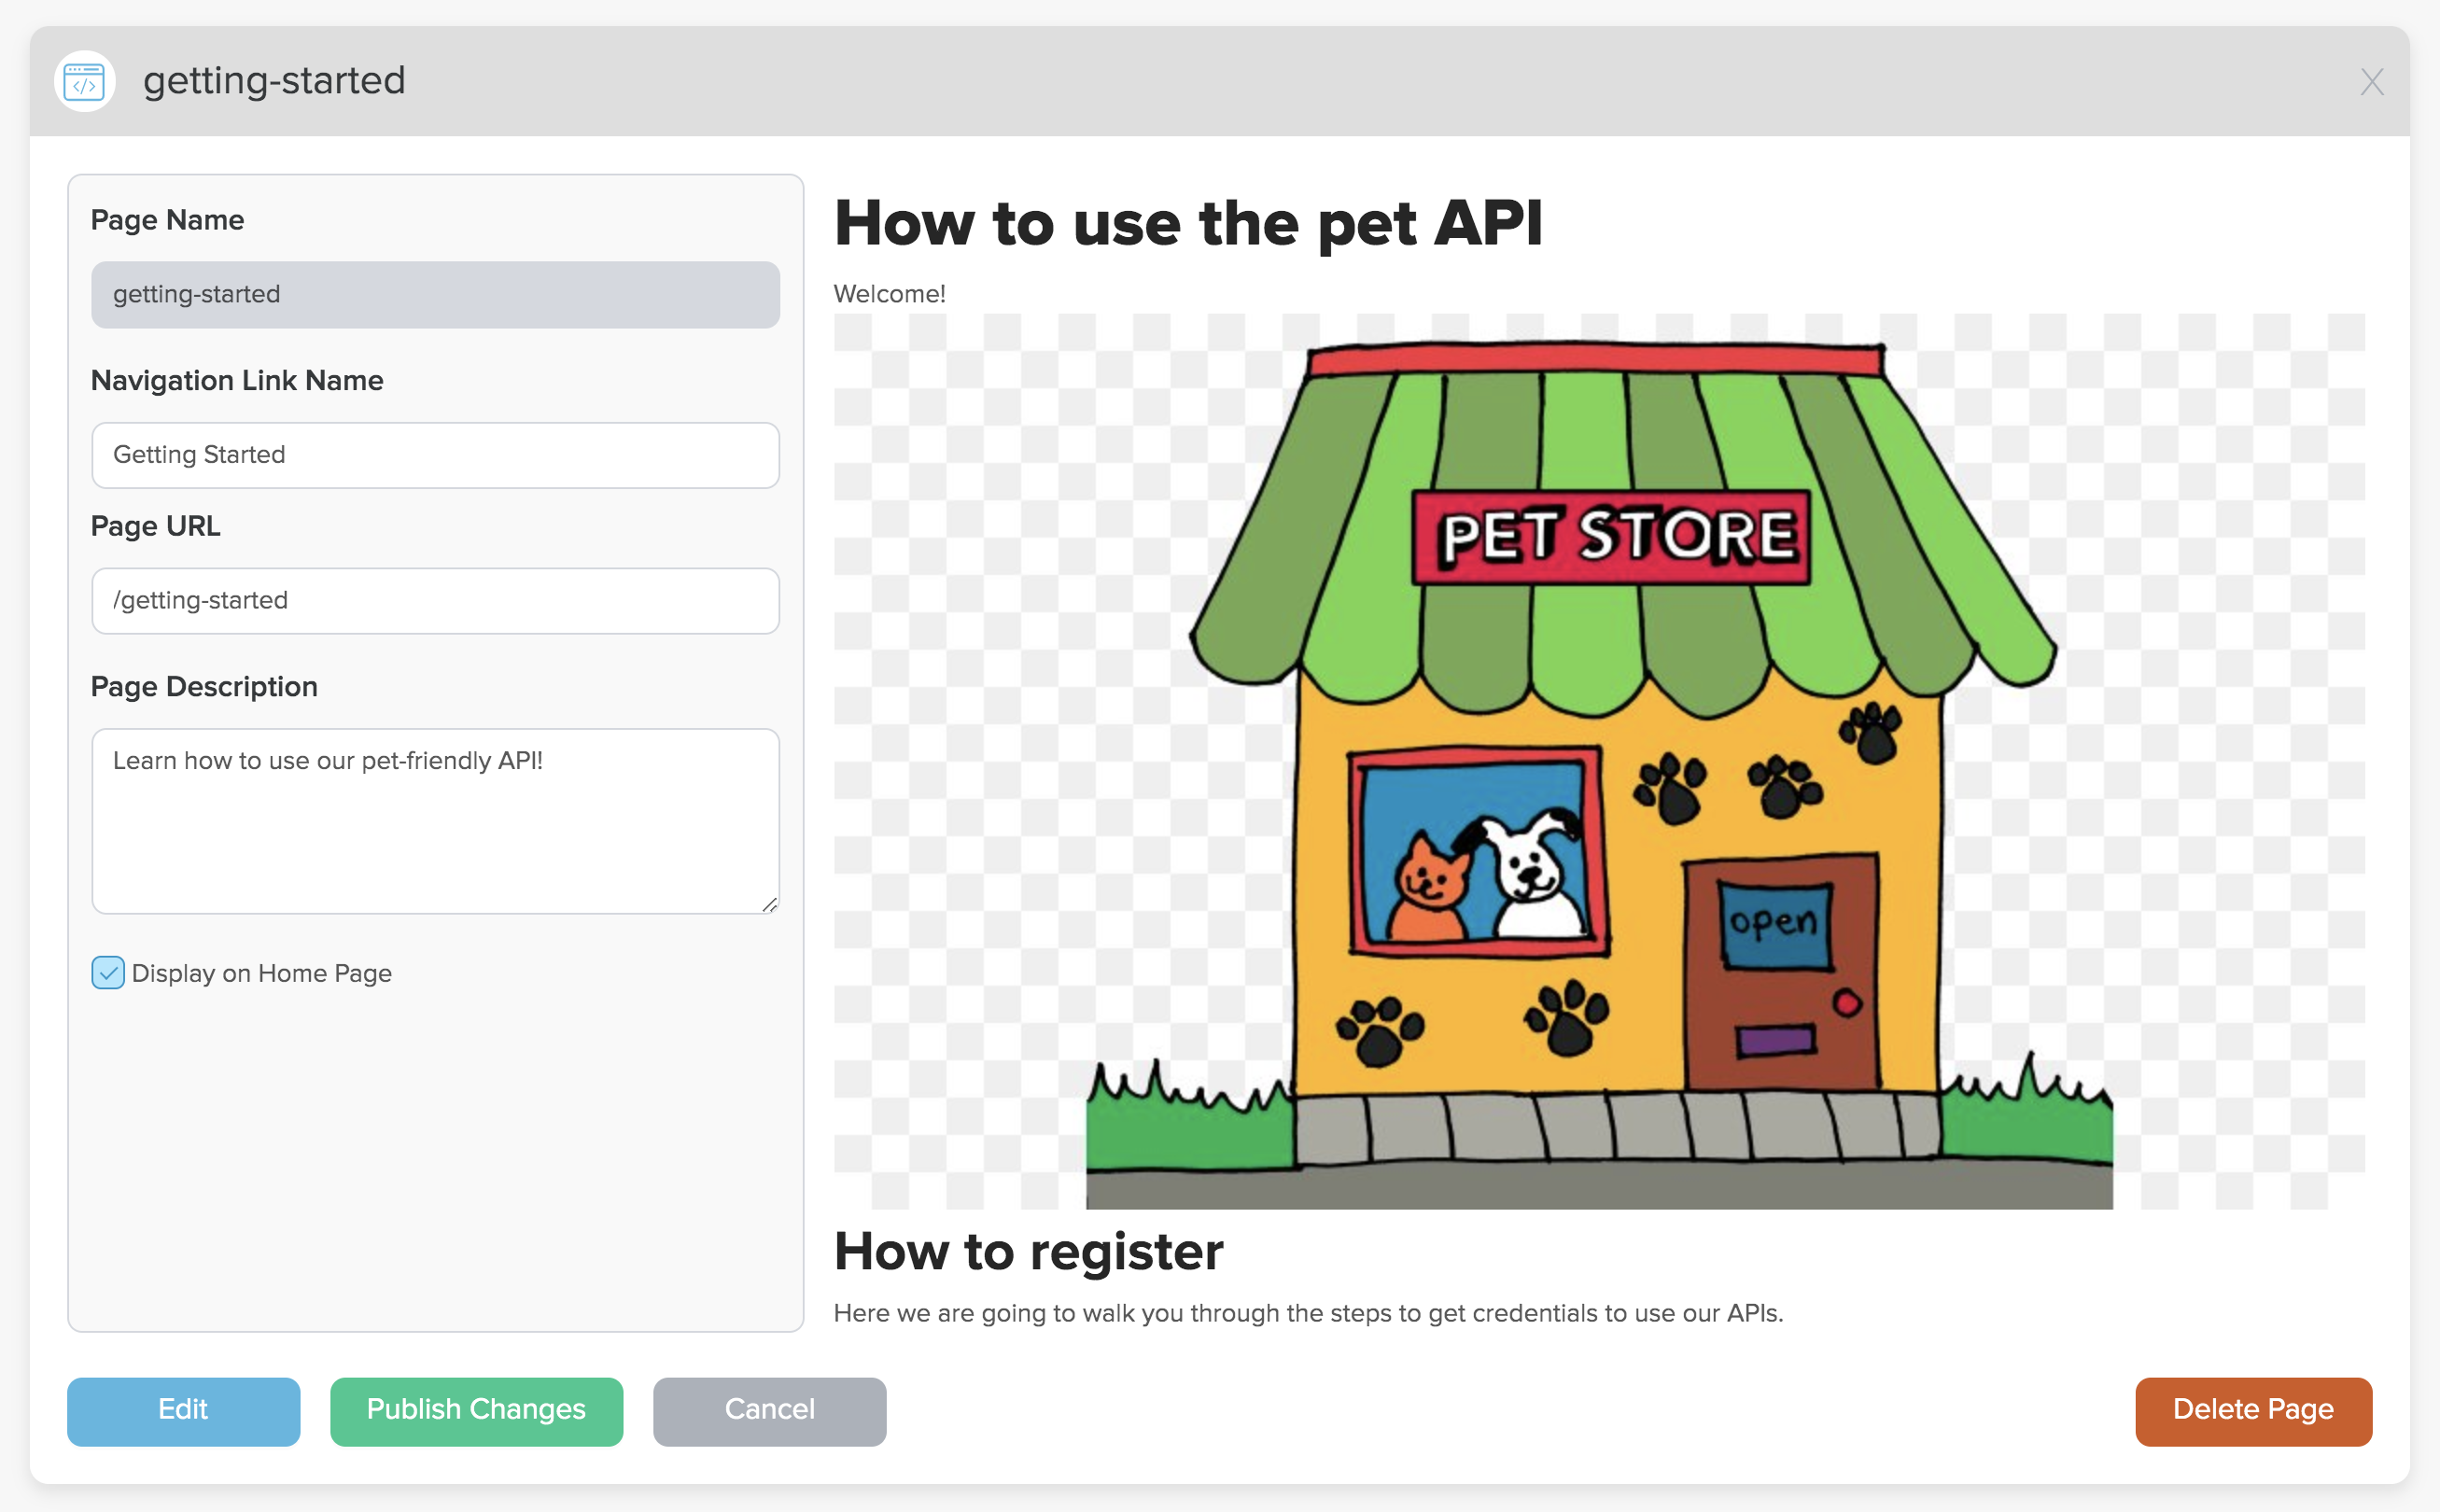 getting-started
X
Page Name
getting-started
Navigation Link Name
Getting Started
Page URL
/getting-started
Page Description
Learn how to use our pet-friendly API!
Display on Home Page
How to use the pet API
Welcome!
PET STORE
open
How to register
Here we are going to walk you through the steps to get credentials to use our APIs.
Edit
Publish Changes
Cancel
Delete Page